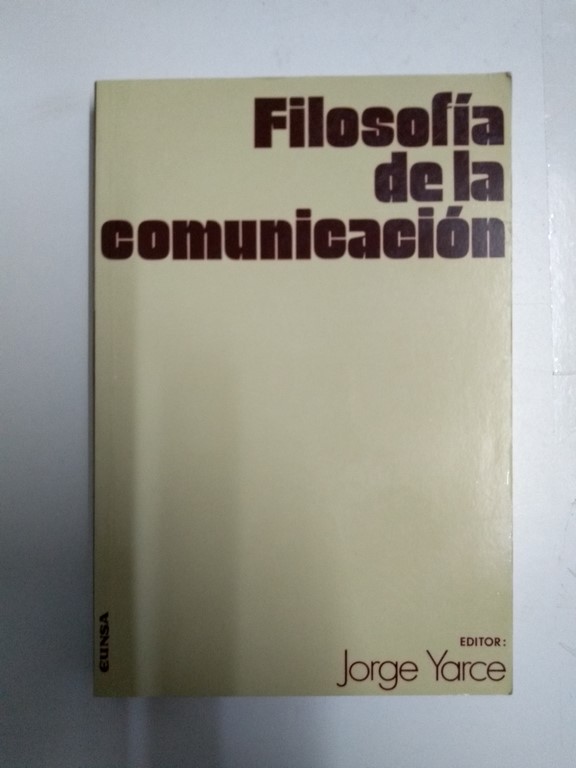 Filosofía
de la
comunicación
EDITOR:
Jorge Yarce
EUNSA